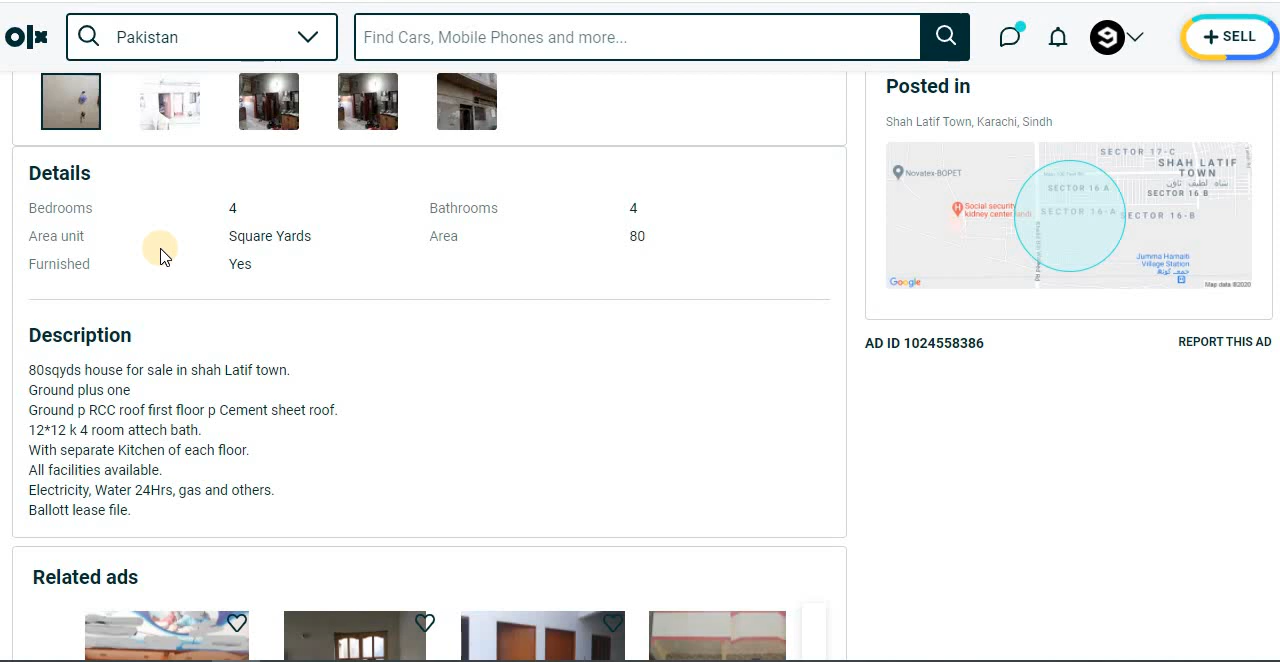 olx
Pakistan
Find Cars, Mobile Phones and more...
+ SELL
Posted in
Shah Latif Town, Karachi, Sindh
SECTOR 17-C
Novatex-BOPET
SHAH LATIF
TOWN
شاہ لطیف ٹاؤن
SECTOR 16-A
SECTOR 16 B
Social security
kidney center landi
SECTOR 16-A
SECTOR 16-B
Jumma Hamaiti
Village Station
Google
Map data ©2020
Details
Bedrooms 4 Bathrooms 4
Area unit Square Yards Area 80
Furnished Yes
AD ID 1024558386 REPORT THIS AD
Description
80sqyds house for sale in shah Latif town.
Ground plus one
Ground p RCC roof first floor p Cement sheet roof.
12*12 k 4 room attech bath.
With separate Kitchen of each floor.
All facilities available.
Electricity, Water 24Hrs, gas and others.
Ballott lease file.
Related ads